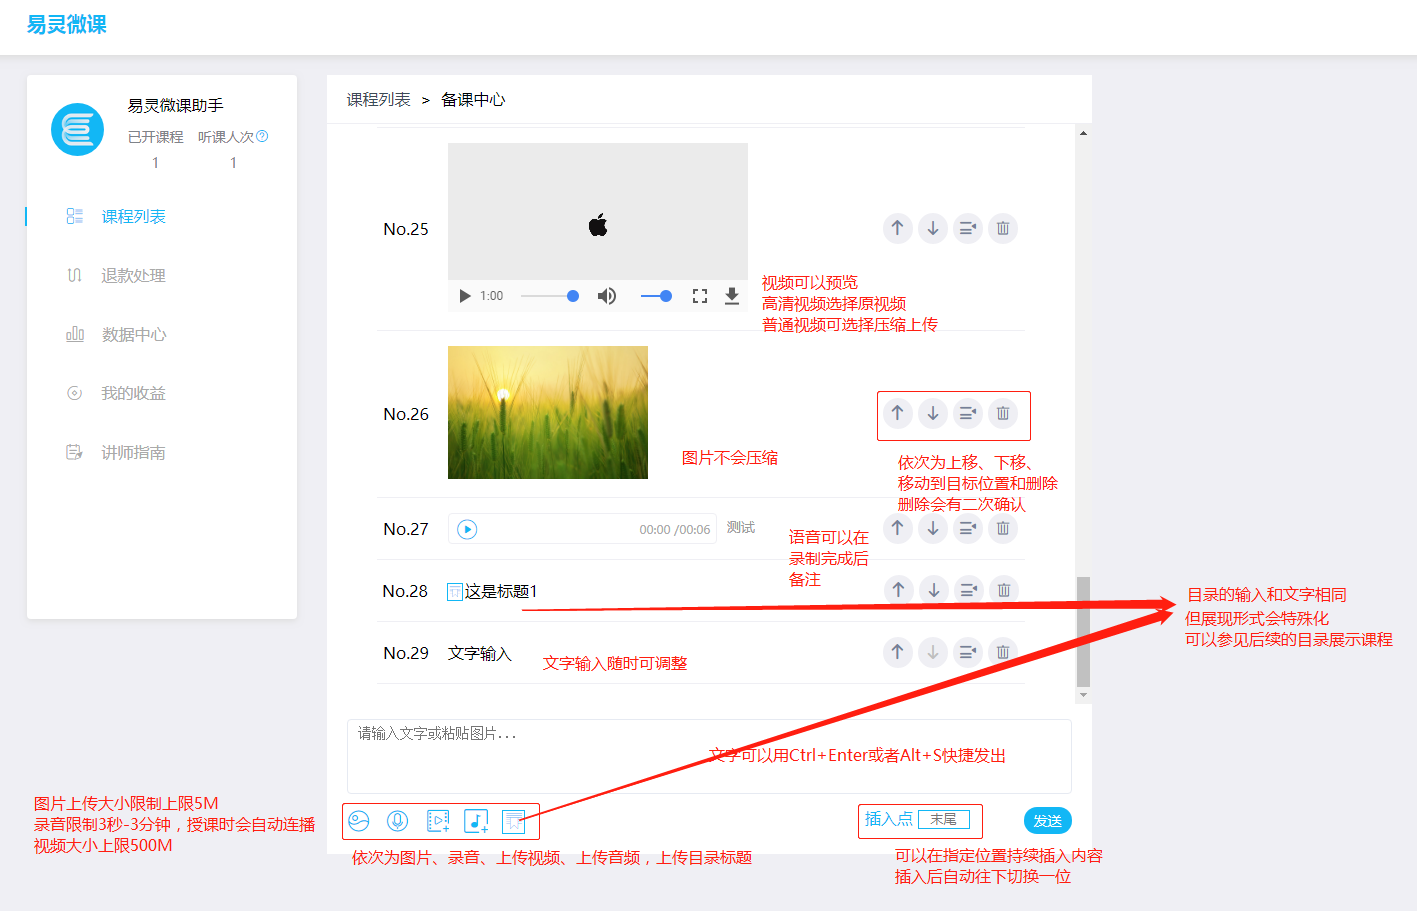 易灵微课
易灵微课助手
已开课程 听课人次
1 1
课程列表
退款处理
数据中心
我的收益
讲师指南
课程列表 > 备课中心
No.25
1:00
视频可以预览
高清视频选择原视频
普通视频可选择压缩上传
No.26
图片不会压缩
依次为上移、下移、
移动到目标位置和删除
删除会有二次确认
No.27
00:00 /00:06
测试
语音可以在
录制完成后
备注
No.28
这是标题1
No.29
文字输入
文字输入随时可调整
目录的输入和文字相同
但展现形式会特殊化
可以参见后续的目录展示课程
请输入文字或粘贴图片...
文字可以用Ctrl+Enter或者Alt+S快捷发出
图片上传大小限制上限5M
录音限制3秒-3分钟，授课时会自动连播
视频大小上限500M
插入点 末尾
发送
依次为图片、录音、上传视频、上传音频，上传目录标题
可以在指定位置持续插入内容
插入后自动往下切换一位